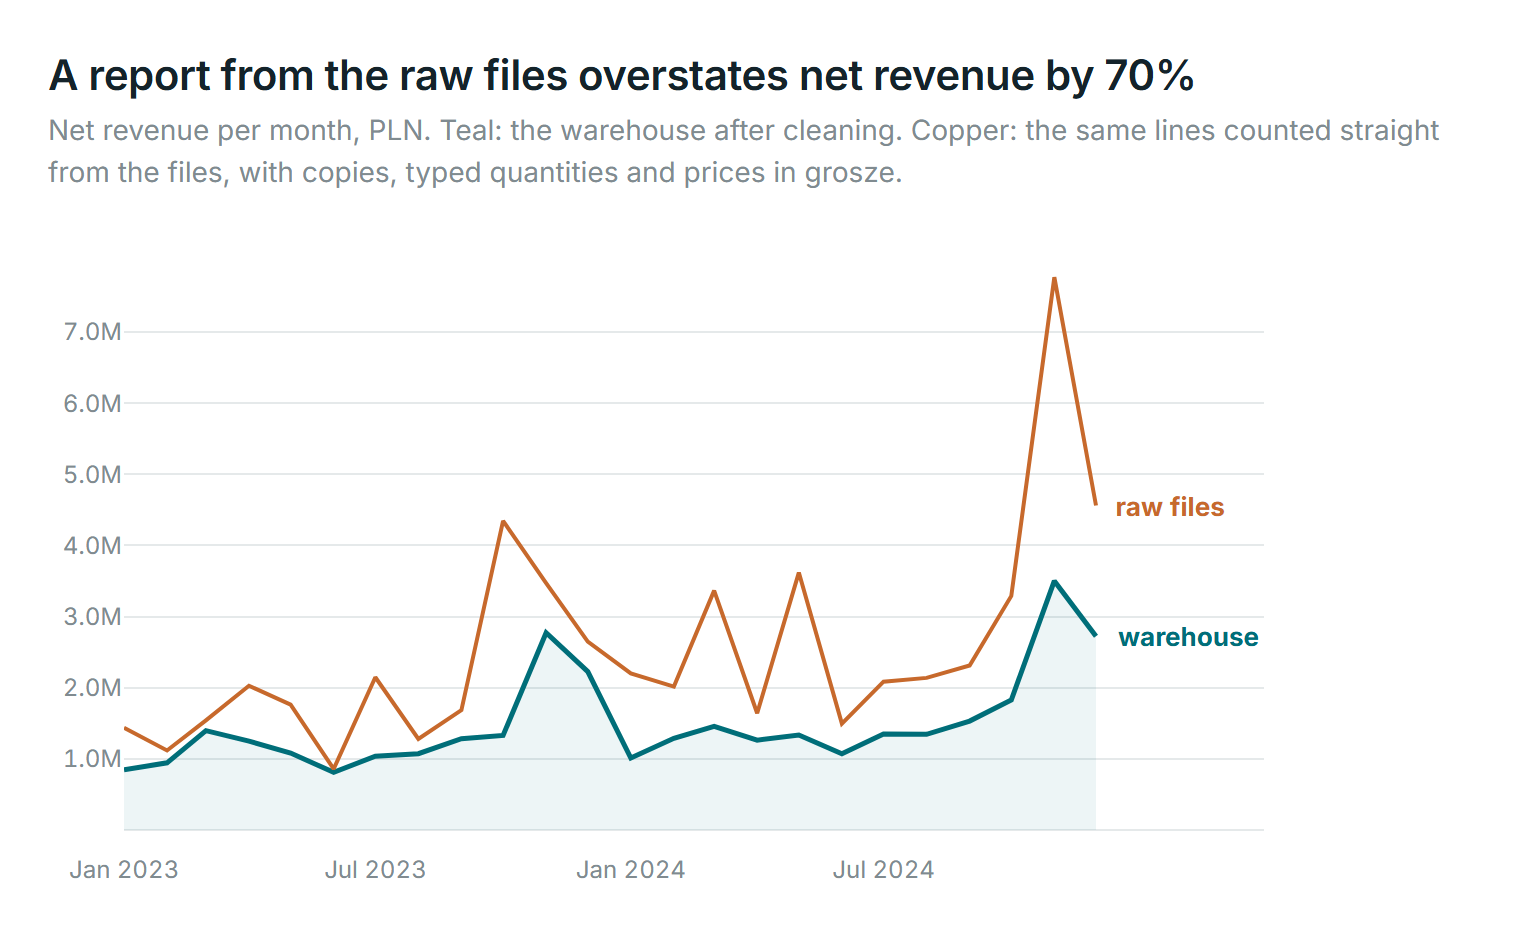 A report from the raw files overstates net revenue by 70%
Net revenue per month, PLN. Teal: the warehouse after cleaning. Copper: the same lines counted straight
from the files, with copies, typed quantities and prices in grosze.
7.0M
6.0M
5.0M
raw files
4.0M
3.0M
warehouse
2.0M
1.0M
Jan 2023
Jul 2023
Jan 2024
Jul 2024